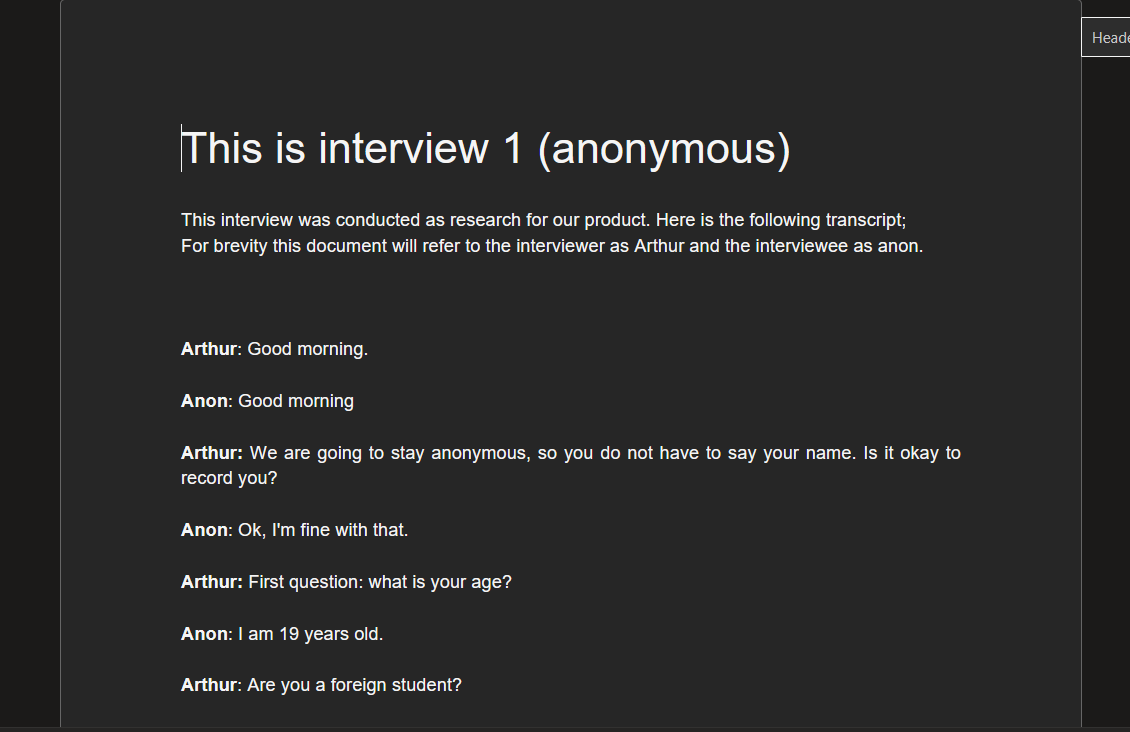 Heade
This is interview 1 (anonymous)
This interview was conducted as research for our product. Here is the following transcript;
For brevity this document will refer to the interviewer as Arthur and the interviewee as anon.
Arthur: Good morning.
Anon: Good morning
Arthur: We are going to stay anonymous, so you do not have to say your name. Is it okay to
record you?
Anon: Ok, I'm fine with that.
Arthur: First question: what is your age?
Anon: I am 19 years old.
Arthur: Are you a foreign student?